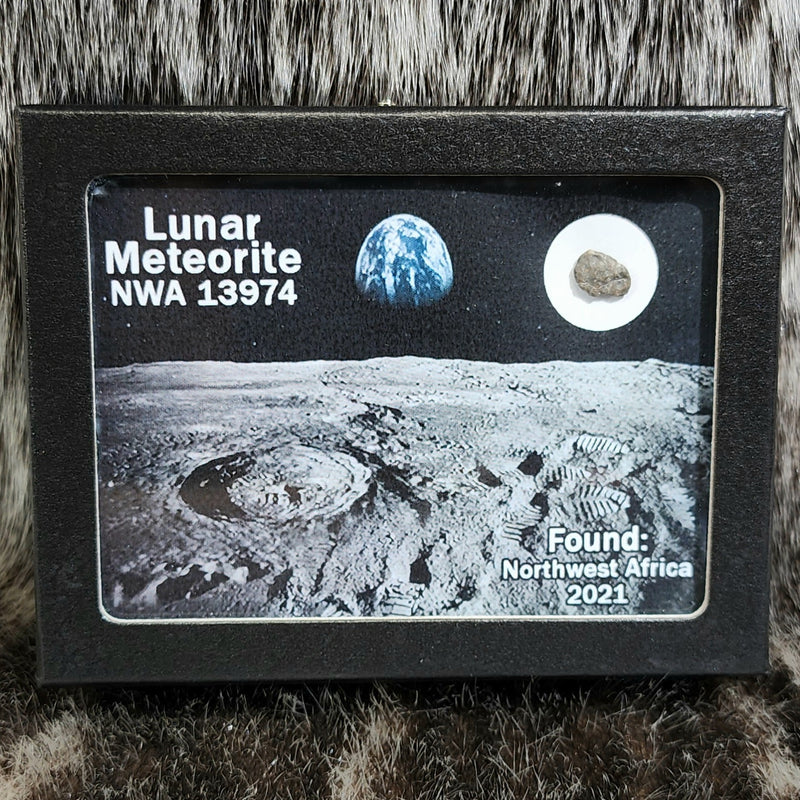 Lunar
Meteorite
NWA 13974
Found:
Northwest Africa
2021